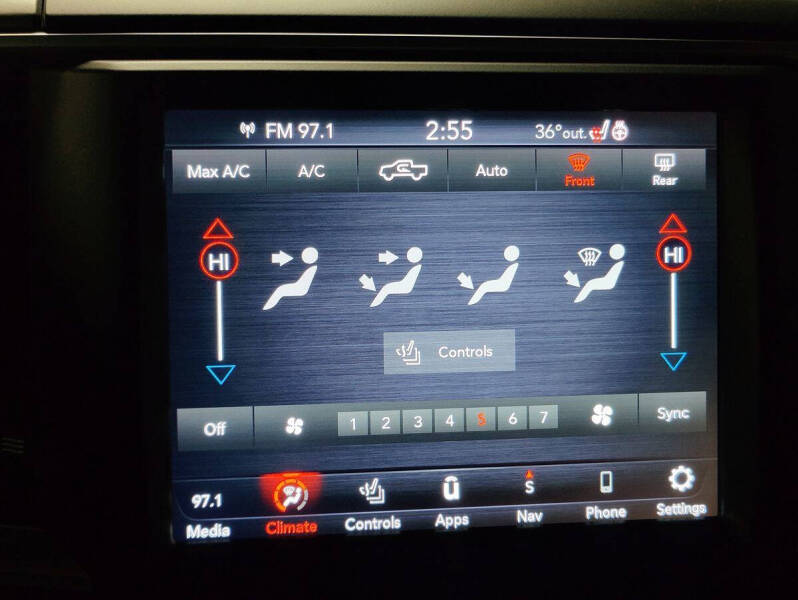 FM 97.1 2:55 36°out.
Max A/C A/C Auto Front Rear
HI HI
Controls
Off 1 2 3 4 5 6 7 Sync
97.1 S
Media Climate Controls Apps Nav Phone Settings